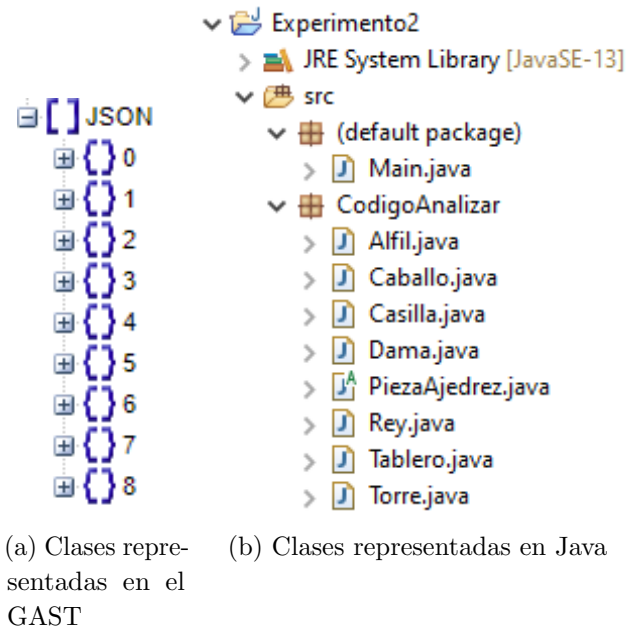 JSON
0
1
2
3
4
5
6
7
8
(a) Clases repre-
sentadas en el
GAST
Experimento2
JRE System Library [JavaSE-13]
src
(default package)
Main.java
CodigoAnalizar
Alfil.java
Caballo.java
Casilla.java
Dama.java
PiezaAjedrez.java
Rey.java
Tablero.java
Torre.java
(b) Clases representadas en Java